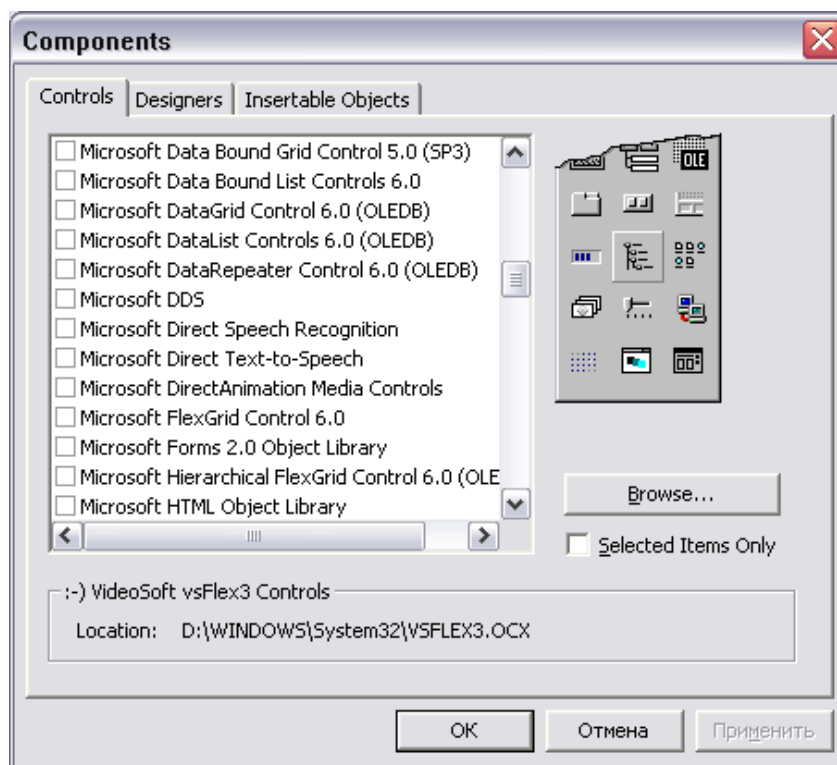 Components
Controls
Designers
Insertable Objects
Microsoft Data Bound Grid Control 5.0 (SP3)
Microsoft Data Bound List Controls 6.0
Microsoft DataGrid Control 6.0 (OLEDB)
Microsoft DataList Controls 6.0 (OLEDB)
Microsoft DataRepeater Control 6.0 (OLEDB)
Microsoft DDS
Microsoft Direct Speech Recognition
Microsoft Direct Text-to-Speech
Microsoft DirectAnimation Media Controls
Microsoft FlexGrid Control 6.0
Microsoft Forms 2.0 Object Library
Microsoft Hierarchical FlexGrid Control 6.0 (OLE
Microsoft HTML Object Library
OLE
Browse...
Selected Items Only
:-) VideoSoft vsFlex3 Controls
Location: D:\WINDOWS\System32\VSFLEX3.OCX
ОК
Отмена
Применить